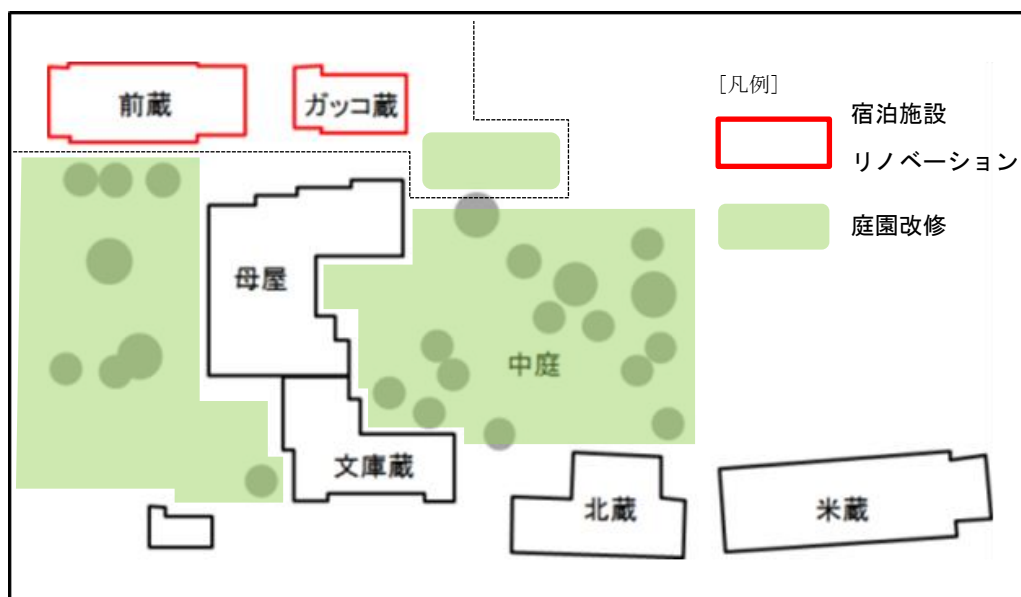 前蔵
ガッコ蔵
[凡例]
宿泊施設
リノベーション
庭園改修
母屋
中庭
文庫蔵
北蔵
米蔵